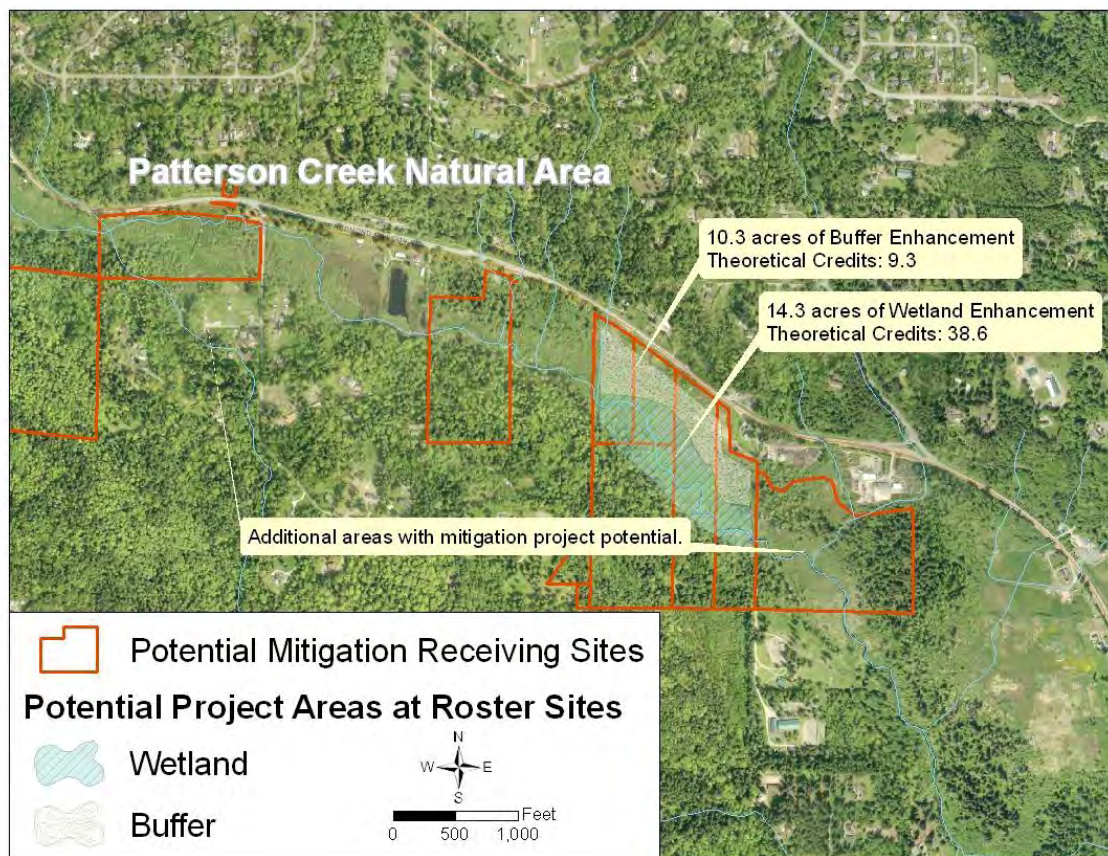 Patterson Creek Natural Area
10.3 acres of Buffer Enhancement
Theoretical Credits: 9.3
14.3 acres of Wetland Enhancement
Theoretical Credits: 38.6
Additional areas with mitigation project potential.
Potential Mitigation Receiving Sites
Potential Project Areas at Roster Sites
Wetland
Buffer
N
W E
S
Feet
0 500 1,000